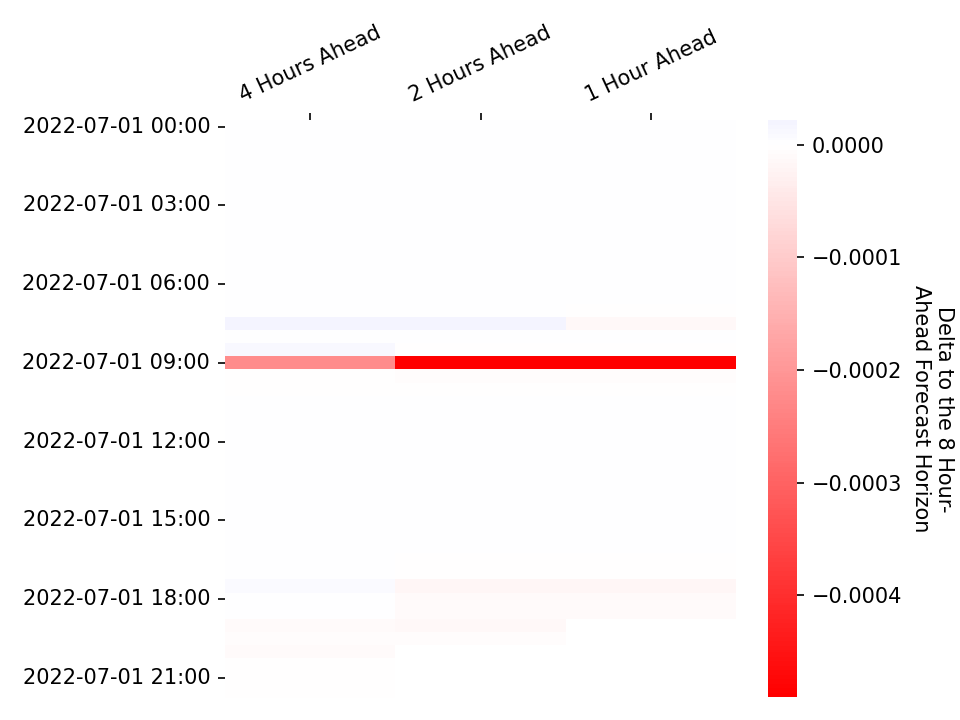 4 Hours Ahead
2 Hours Ahead
1 Hour Ahead
2022-07-01 00:00
2022-07-01 03:00
2022-07-01 06:00
2022-07-01 09:00
2022-07-01 12:00
2022-07-01 15:00
2022-07-01 18:00
2022-07-01 21:00
0.0000
−0.0001
−0.0002
−0.0003
−0.0004
Delta to the 8 Hour-
Ahead Forecast Horizon